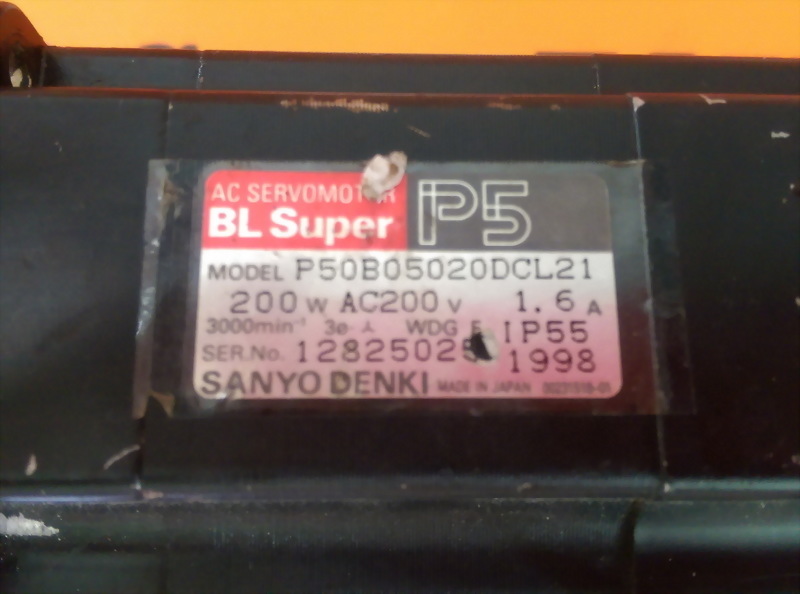 AC SERVOMOTOR
BL Super P5
MODEL P50B05020DCL21
200 W AC200 V 1.6 A
3000min⁻¹ 3ø 人 WDG IP55
SER.No. 12825025 1998
SANYO DENKI MADE IN JAPAN